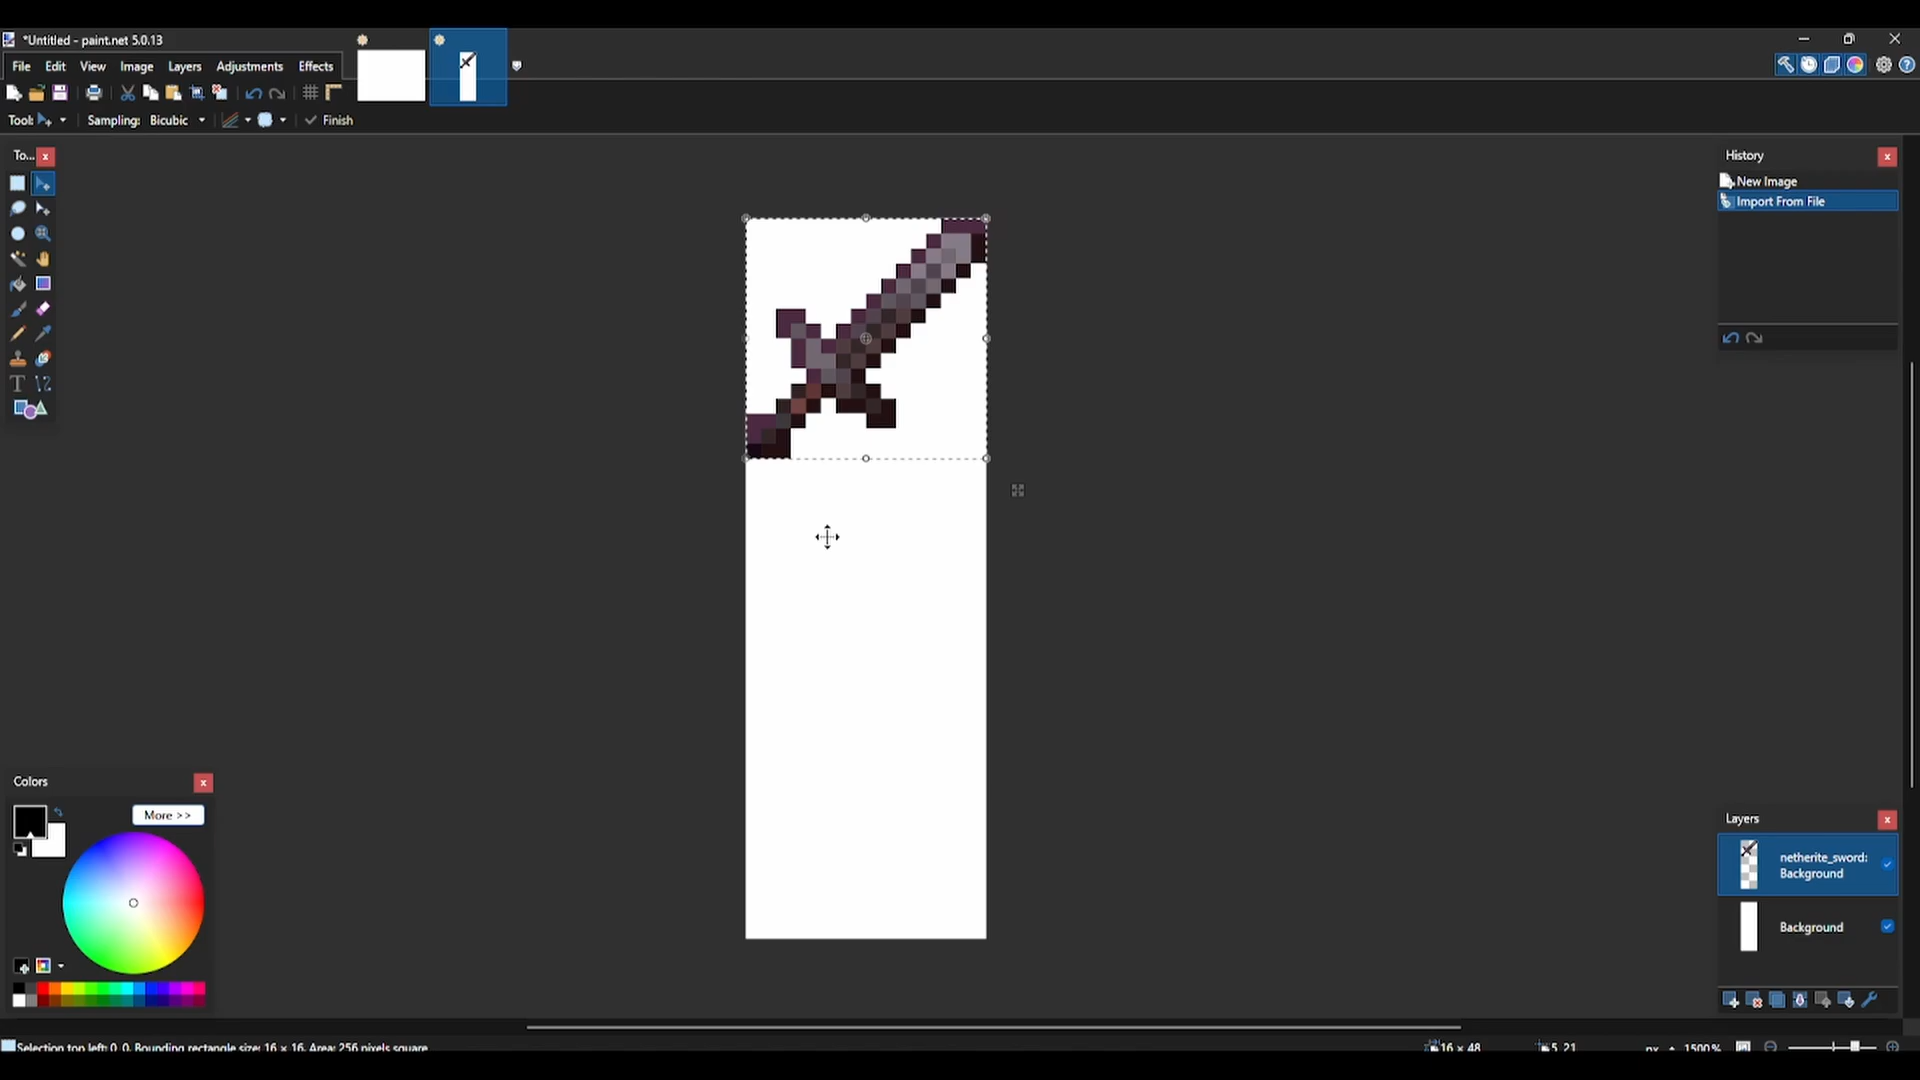 *Untitled - paint.net 5.0.13
File Edit View Image Layers Adjustments Effects
Tool: Sampling: Bicubic Finish
To...
History
New Image
Import From File
Colors
More >>
Layers
netherite_sword:
Background
Background
Selection top left: 0, 0. Bounding rectangle size: 16 × 16. Area: 256 pixels square
16 × 48 5, 21 px 1500%